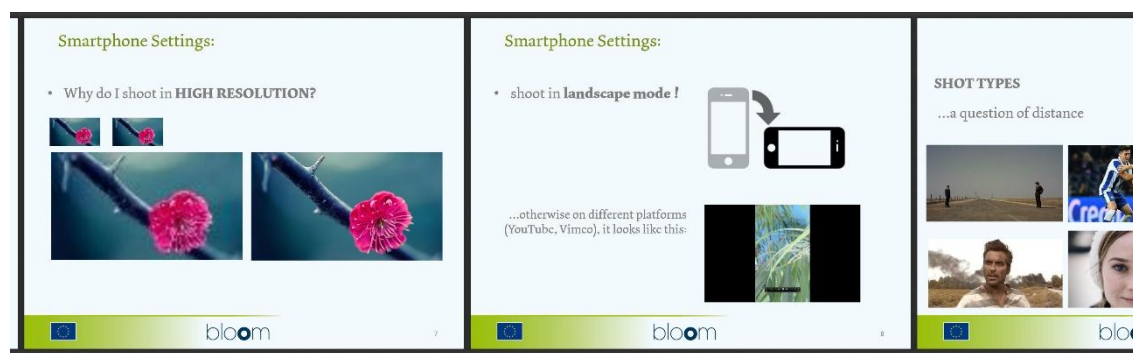 Smartphone Settings:
• Why do I shoot in HIGH RESOLUTION?
bloom
7
Smartphone Settings:
• shoot in landscape mode !
...otherwise on different platforms
(YouTube, Vimeo), it looks like this:
bloom
8
SHOT TYPES
...a question of distance
Cre
blo